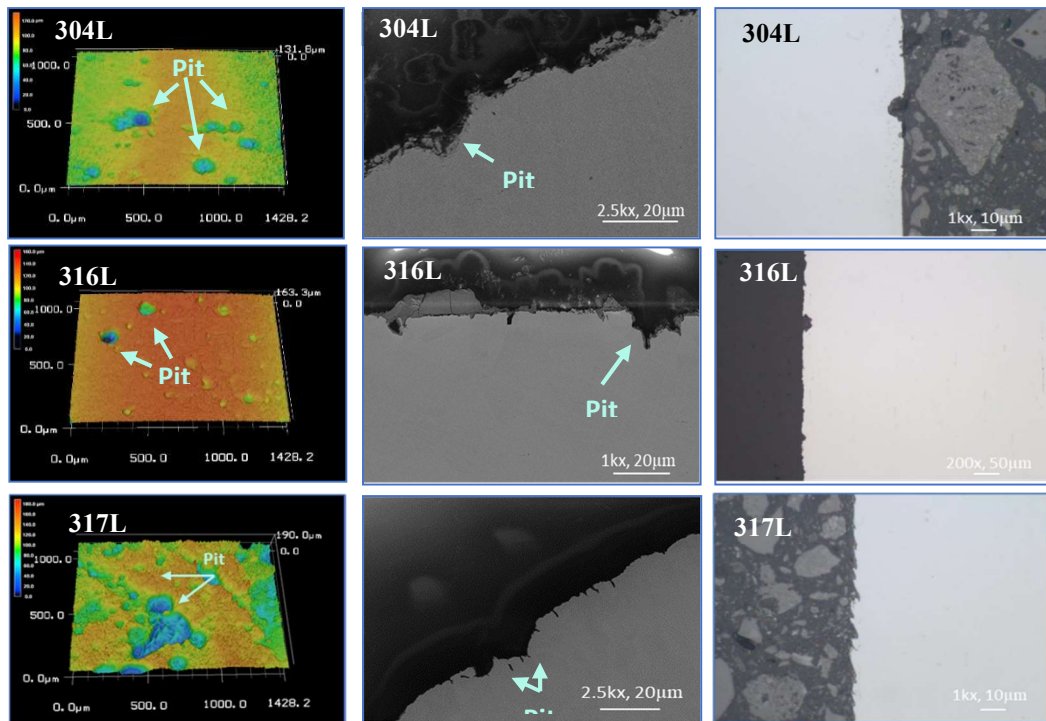 304L
Pit
131.8µm
0.0
1000.0
500.0
0.0µm
0.0µm 500.0 1000.0 1428.2
304L
Pit
2.5kx, 20µm
304L
1kx, 10µm
316L
Pit
163.3µm
0.0
1000.0
500.0
0.0µm
0.0µm 500.0 1000.0 1428.2
316L
Pit
1kx, 20µm
316L
200x, 50µm
317L
Pit
190.0µm
0.0
1000.0
500.0
0.0µm
0.0µm 500.0 1000.0 1428.2
2.5kx, 20µm
317L
1kx, 10µm